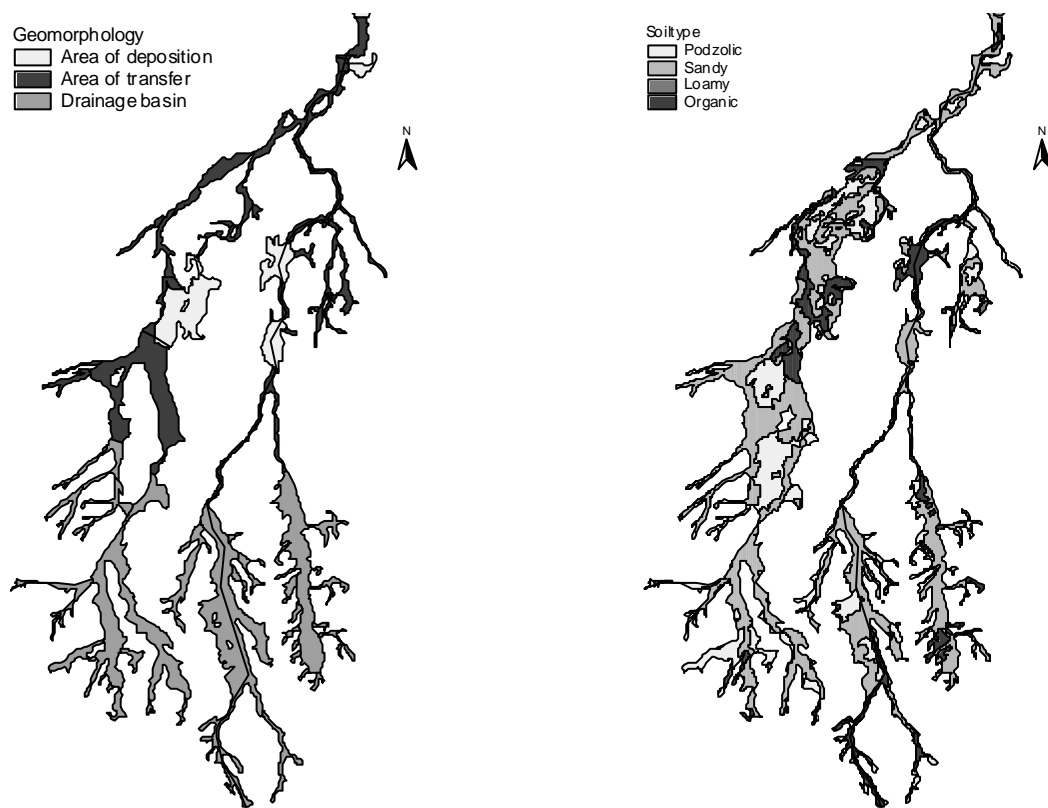 Geomorphology
Area of deposition
Area of transfer
Drainage basin
N
Soiltype
Podzolic
Sandy
Loamy
Organic
N